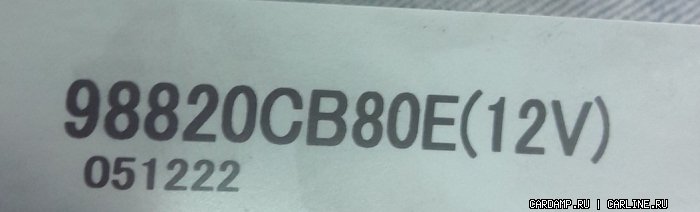 98820CB80E(12V)
051222
CARDAMP.RU | CARLINE.RU